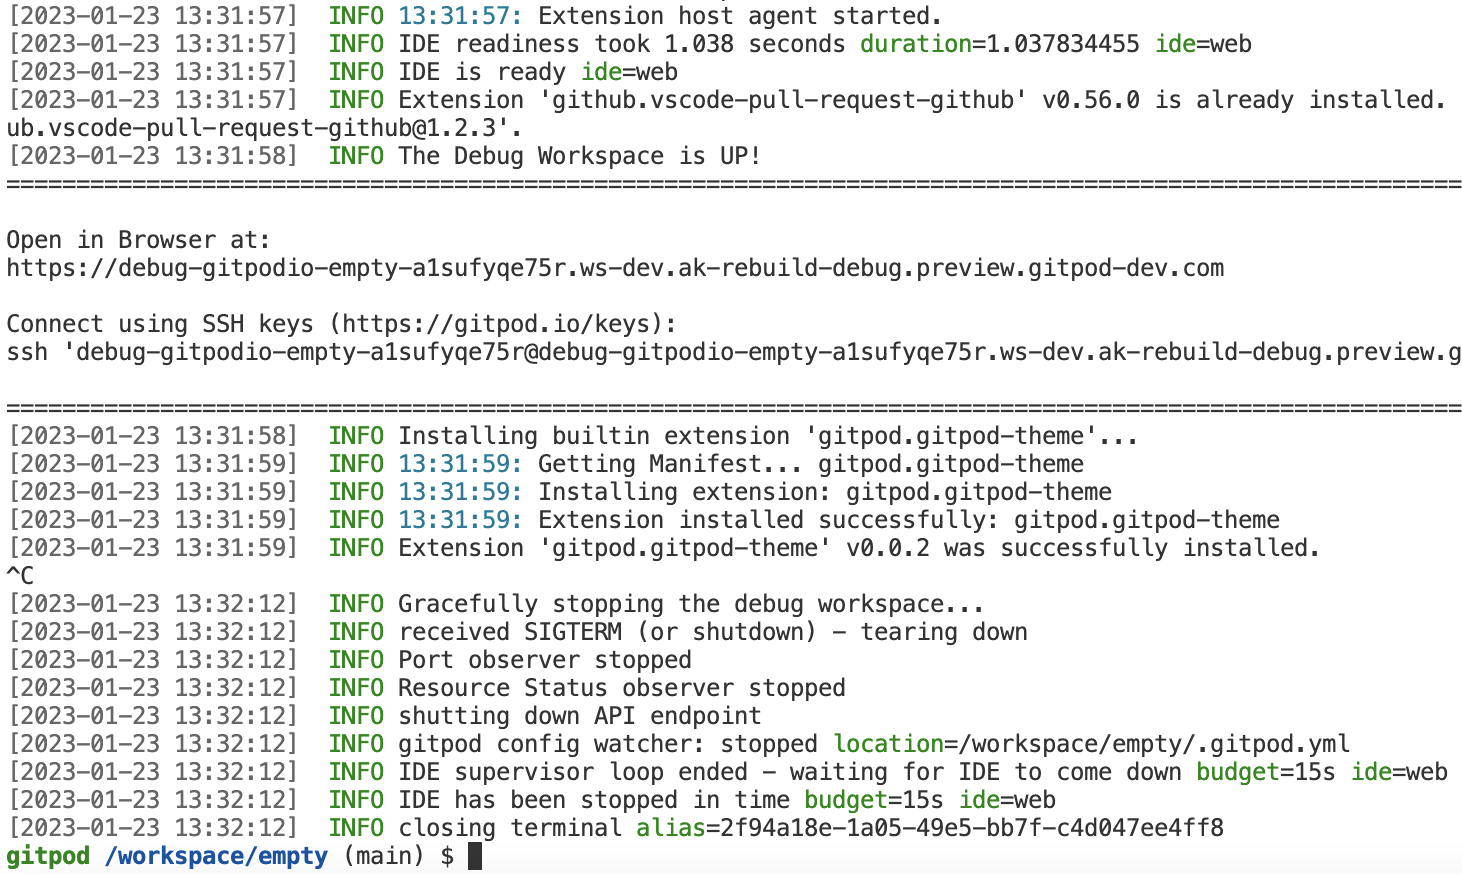 [2023-01-23 13:31:57]  INFO 13:31:57: Extension host agent started.
[2023-01-23 13:31:57]  INFO IDE readiness took 1.038 seconds duration=1.037834455 ide=web
[2023-01-23 13:31:57]  INFO IDE is ready ide=web
[2023-01-23 13:31:57]  INFO Extension 'github.vscode-pull-request-github' v0.56.0 is already installed.
ub.vscode-pull-request-github@1.2.3'.
[2023-01-23 13:31:58]  INFO The Debug Workspace is UP!
========================================================================================================
Open in Browser at:
https://debug-gitpodio-empty-a1sufyqe75r.ws-dev.ak-rebuild-debug.preview.gitpod-dev.com
Connect using SSH keys (https://gitpod.io/keys):
ssh 'debug-gitpodio-empty-a1sufyqe75r@debug-gitpodio-empty-a1sufyqe75r.ws-dev.ak-rebuild-debug.preview.g
========================================================================================================
[2023-01-23 13:31:58]  INFO Installing builtin extension 'gitpod.gitpod-theme'...
[2023-01-23 13:31:59]  INFO 13:31:59: Getting Manifest... gitpod.gitpod-theme
[2023-01-23 13:31:59]  INFO 13:31:59: Installing extension: gitpod.gitpod-theme
[2023-01-23 13:31:59]  INFO 13:31:59: Extension installed successfully: gitpod.gitpod-theme
[2023-01-23 13:31:59]  INFO Extension 'gitpod.gitpod-theme' v0.0.2 was successfully installed.
^C
[2023-01-23 13:32:12]  INFO Gracefully stopping the debug workspace...
[2023-01-23 13:32:12]  INFO received SIGTERM (or shutdown) - tearing down
[2023-01-23 13:32:12]  INFO Port observer stopped
[2023-01-23 13:32:12]  INFO Resource Status observer stopped
[2023-01-23 13:32:12]  INFO shutting down API endpoint
[2023-01-23 13:32:12]  INFO gitpod config watcher: stopped location=/workspace/empty/.gitpod.yml
[2023-01-23 13:32:12]  INFO IDE supervisor loop ended - waiting for IDE to come down budget=15s ide=web
[2023-01-23 13:32:12]  INFO IDE has been stopped in time budget=15s ide=web
[2023-01-23 13:32:12]  INFO closing terminal alias=2f94a18e-1a05-49e5-bb7f-c4d047ee4ff8
gitpod /workspace/empty (main) $